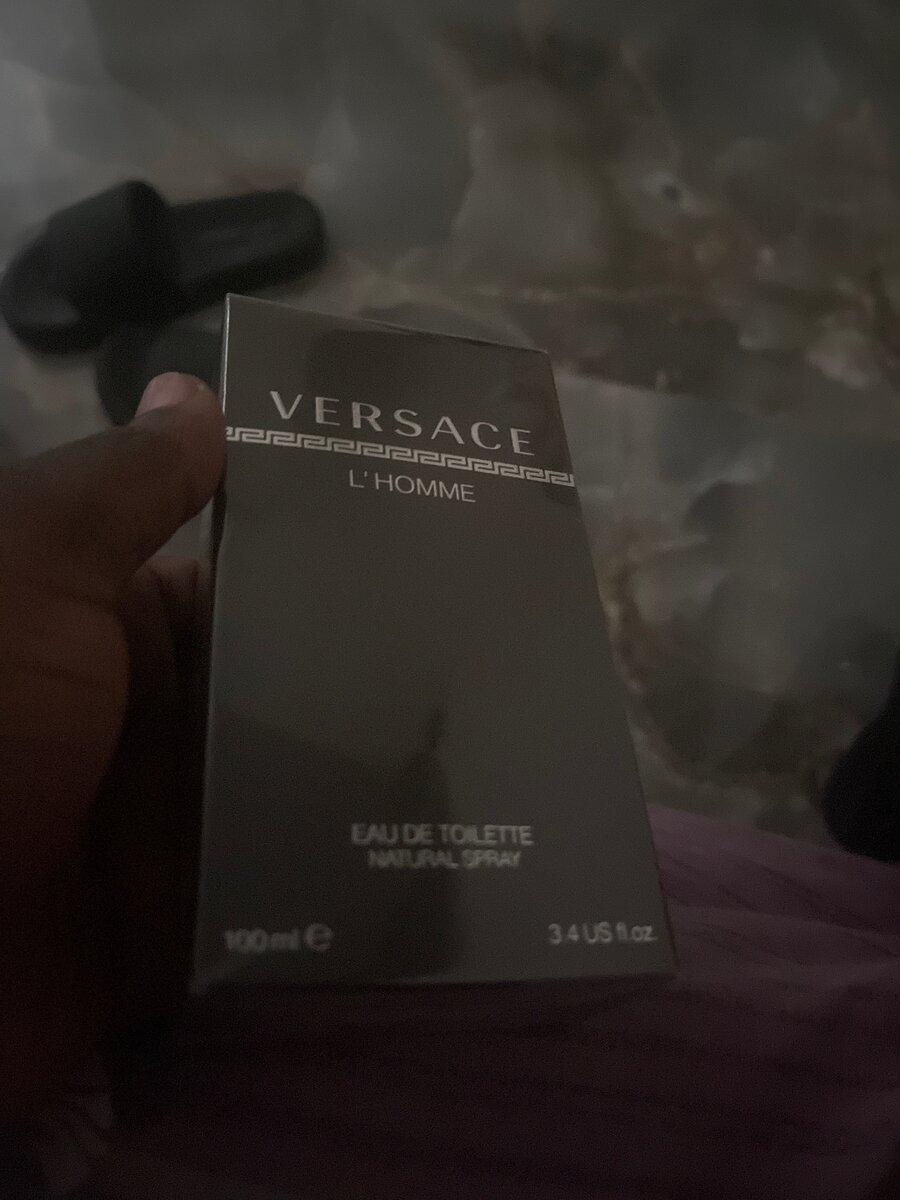 VERSACE
L'HOMME
EAU DE TOILETTE
NATURAL SPRAY
100 ml ℮
3.4 US fl.oz